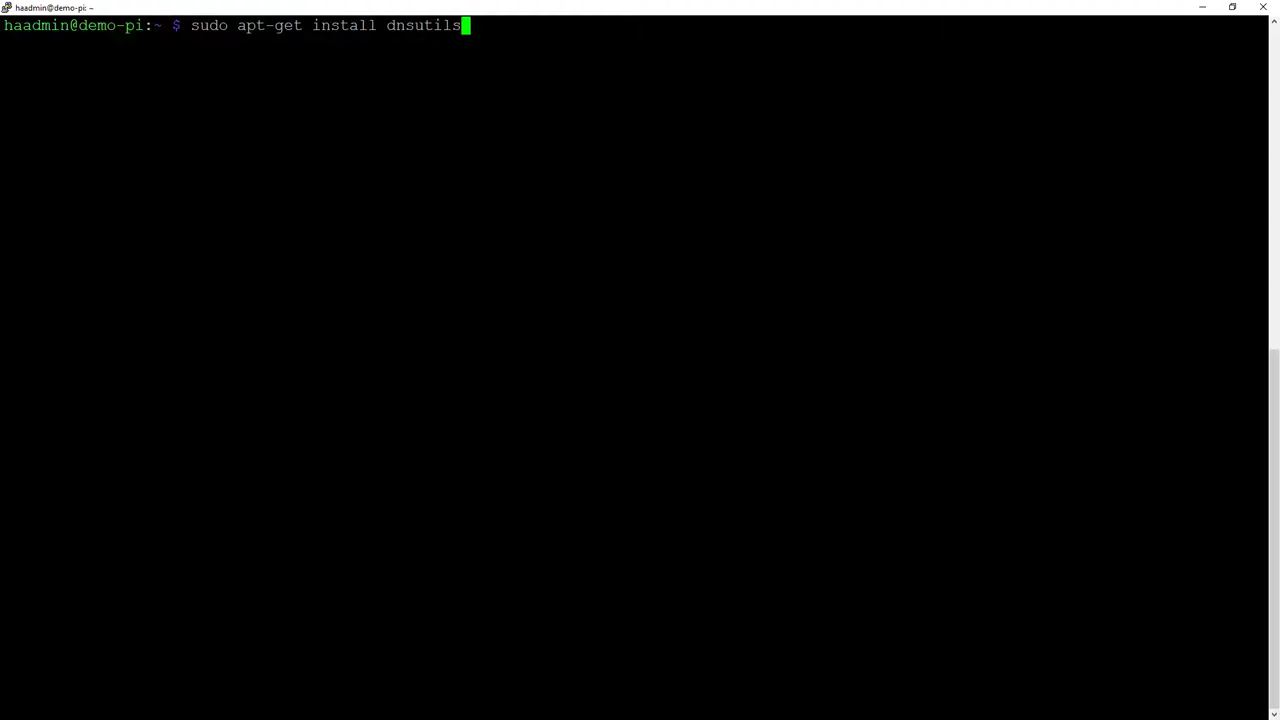 haadmin@demo-pi: ~
haadmin@demo-pi:~ $ sudo apt-get install dnsutils